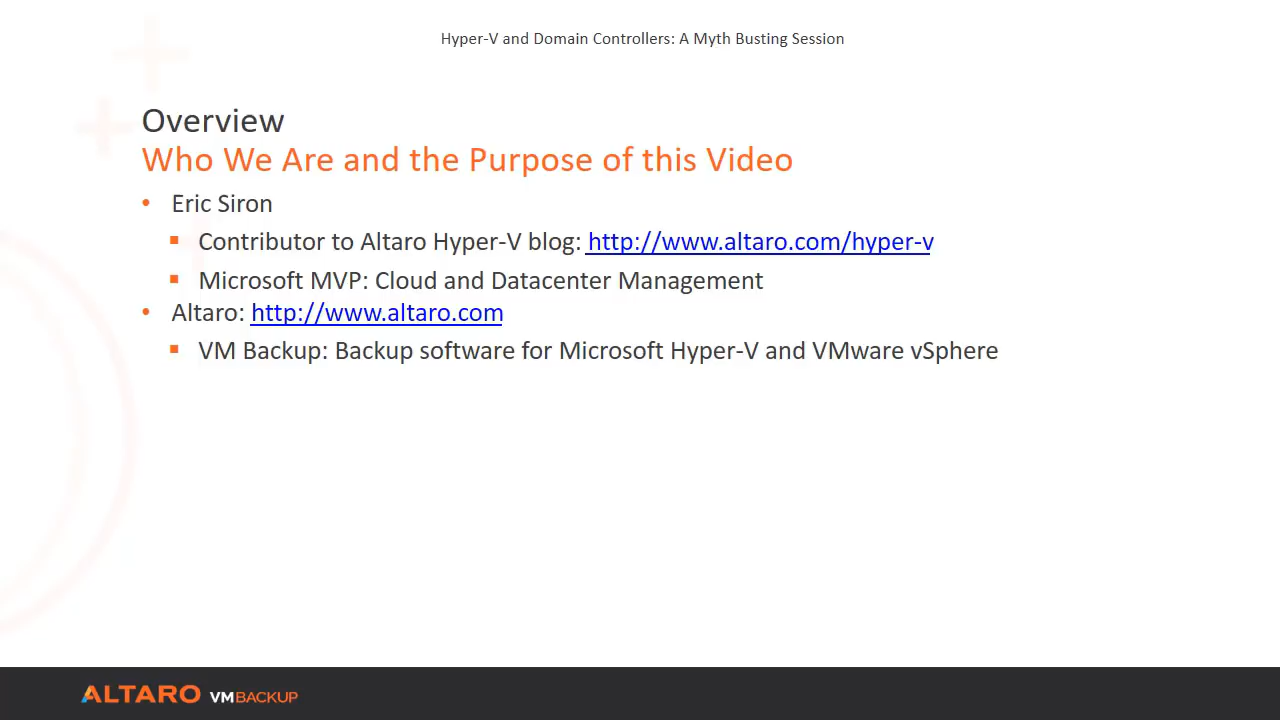 Hyper-V and Domain Controllers: A Myth Busting Session
Overview
Who We Are and the Purpose of this Video
• Eric Siron
▪ Contributor to Altaro Hyper-V blog: http://www.altaro.com/hyper-v
▪ Microsoft MVP: Cloud and Datacenter Management
• Altaro: http://www.altaro.com
▪ VM Backup: Backup software for Microsoft Hyper-V and VMware vSphere
ALTARO VMBACKUP